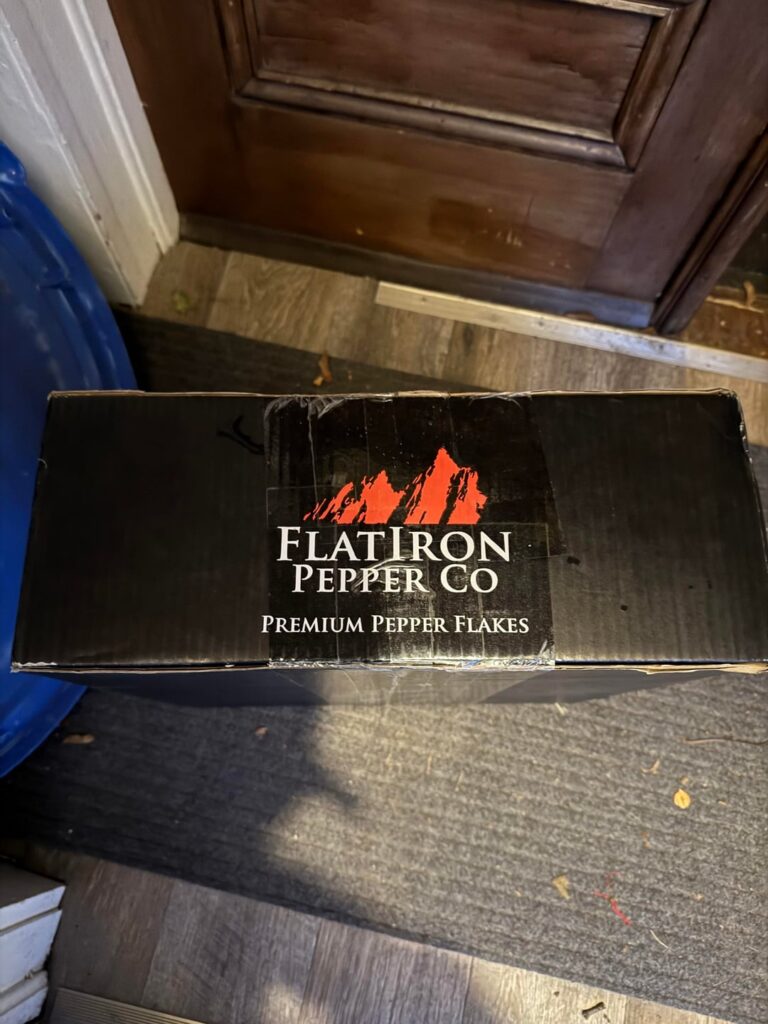 FlatIron
Pepper Co
Premium Pepper Flakes